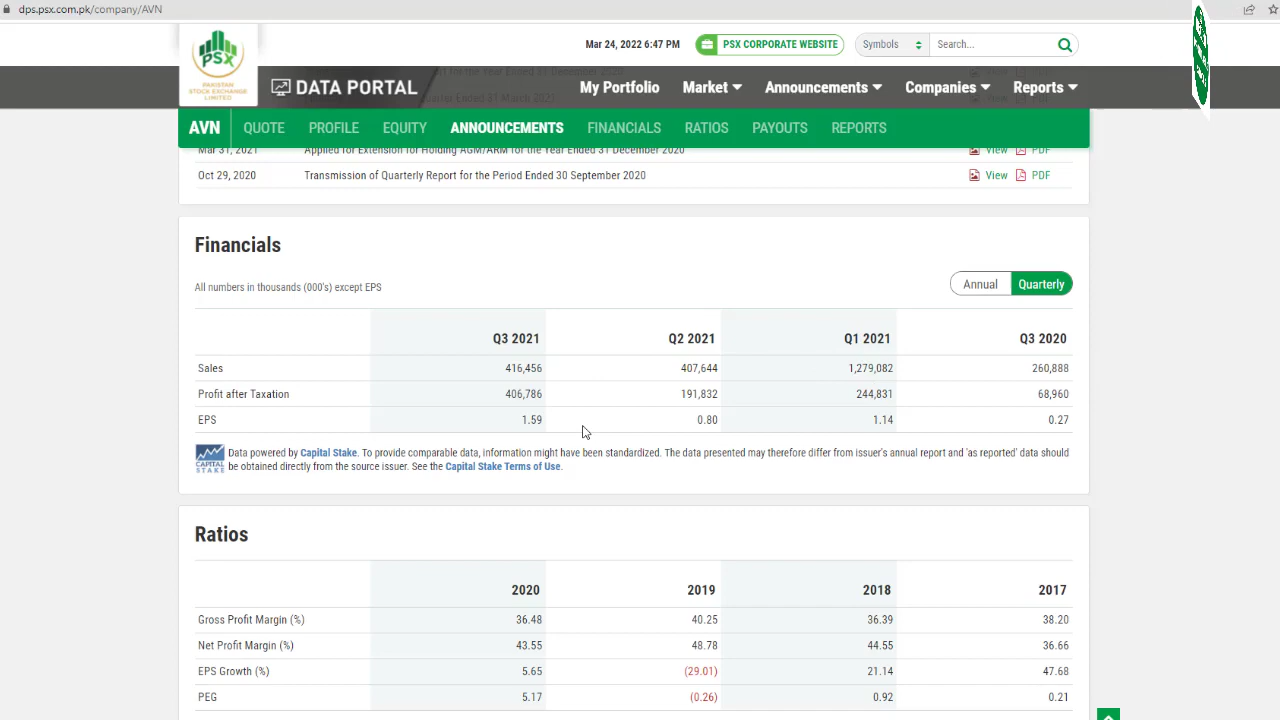 dps.psx.com.pk/company/AVN
Mar 24, 2022 6:47 PM
PSX CORPORATE WEBSITE
Symbols
Search...
PSX
PAKISTAN
STOCK EXCHANGE
LIMITED
DATA PORTAL
My Portfolio
Market
Announcements
Companies
Reports
AVN
QUOTE
PROFILE
EQUITY
ANNOUNCEMENTS
FINANCIALS
RATIOS
PAYOUTS
REPORTS
Mar 31, 2021 Applied for Extension for Holding AGM/ARM for the Year Ended 31 December 2020 View PDF
Oct 29, 2020 Transmission of Quarterly Report for the Period Ended 30 September 2020 View PDF
Financials
All numbers in thousands (000's) except EPS
Annual Quarterly
Q3 2021 Q2 2021 Q1 2021 Q3 2020
Sales 416,456 407,644 1,279,082 260,888
Profit after Taxation 406,786 191,832 244,831 68,960
EPS 1.59 0.80 1.14 0.27
CAPITAL
STAKE
Data powered by Capital Stake. To provide comparable data, information might have been standardized. The data presented may therefore differ from issuer's annual report and 'as reported' data should
be obtained directly from the source issuer. See the Capital Stake Terms of Use.
Ratios
2020 2019 2018 2017
Gross Profit Margin (%) 36.48 40.25 36.39 38.20
Net Profit Margin (%) 43.55 48.78 44.55 36.66
EPS Growth (%) 5.65 (29.01) 21.14 47.68
PEG 5.17 (0.26) 0.92 0.21